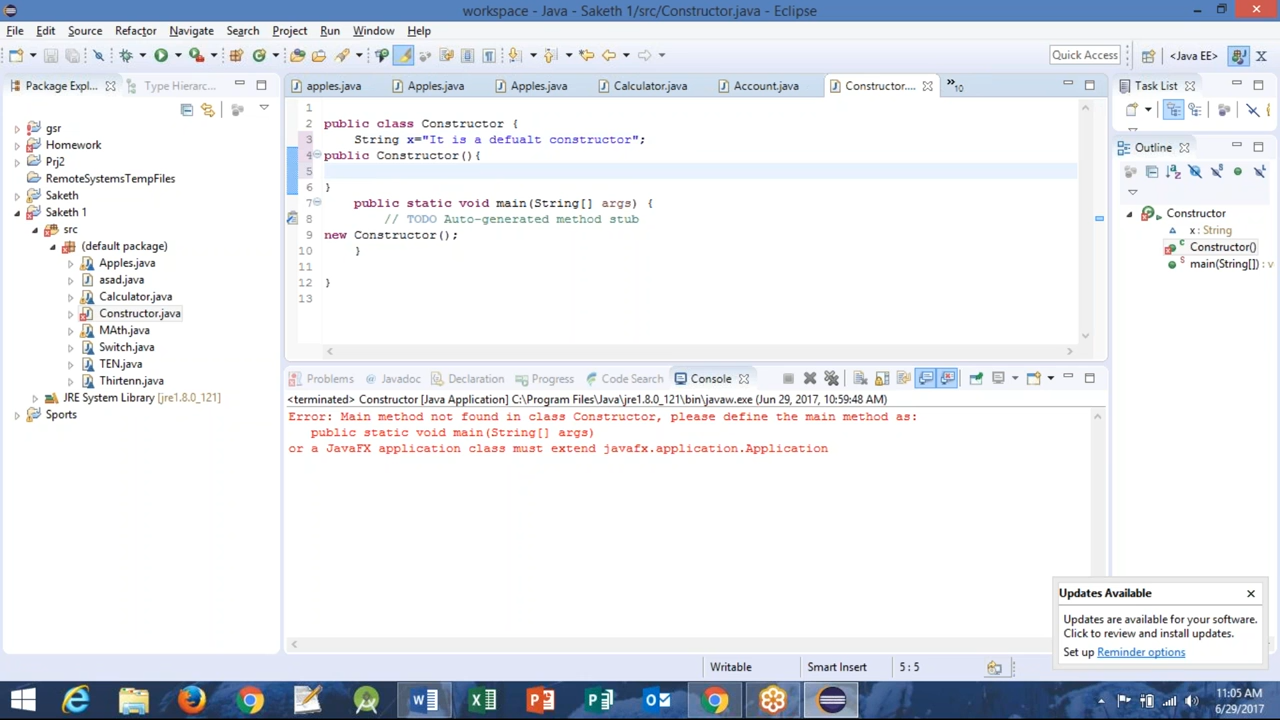 workspace - Java - Saketh 1/src/Constructor.java - Eclipse
File Edit Source Refactor Navigate Search Project Run Window Help
Quick Access
<Java EE>
Package Expl...
Type Hierarc...
apples.java
Apples.java
Apples.java
Calculator.java
Account.java
Constructor....
»10
Task List
gsr
Homework
Prj2
RemoteSystemsTempFiles
Saketh
Saketh 1
src
(default package)
Apples.java
asad.java
Calculator.java
Constructor.java
MAth.java
Switch.java
TEN.java
Thirtenn.java
JRE System Library [jre1.8.0_121]
Sports
1
2 public class Constructor {
3 String x="It is a defualt constructor";
4 public Constructor(){
5
6 }
7 public static void main(String[] args) {
8 // TODO Auto-generated method stub
9 new Constructor();
10 }
11
12 }
13
Outline
Constructor
x : String
Constructor()
main(String[]) : v
Problems Javadoc Declaration Progress Code Search Console
<terminated> Constructor [Java Application] C:\Program Files\Java\jre1.8.0_121\bin\javaw.exe (Jun 29, 2017, 10:59:48 AM)
Error: Main method not found in class Constructor, please define the main method as:
public static void main(String[] args)
or a JavaFX application class must extend javafx.application.Application
Updates Available
Updates are available for your software.
Click to review and install updates.
Set up Reminder options
Writable Smart Insert 5 : 5
11:05 AM
6/29/2017